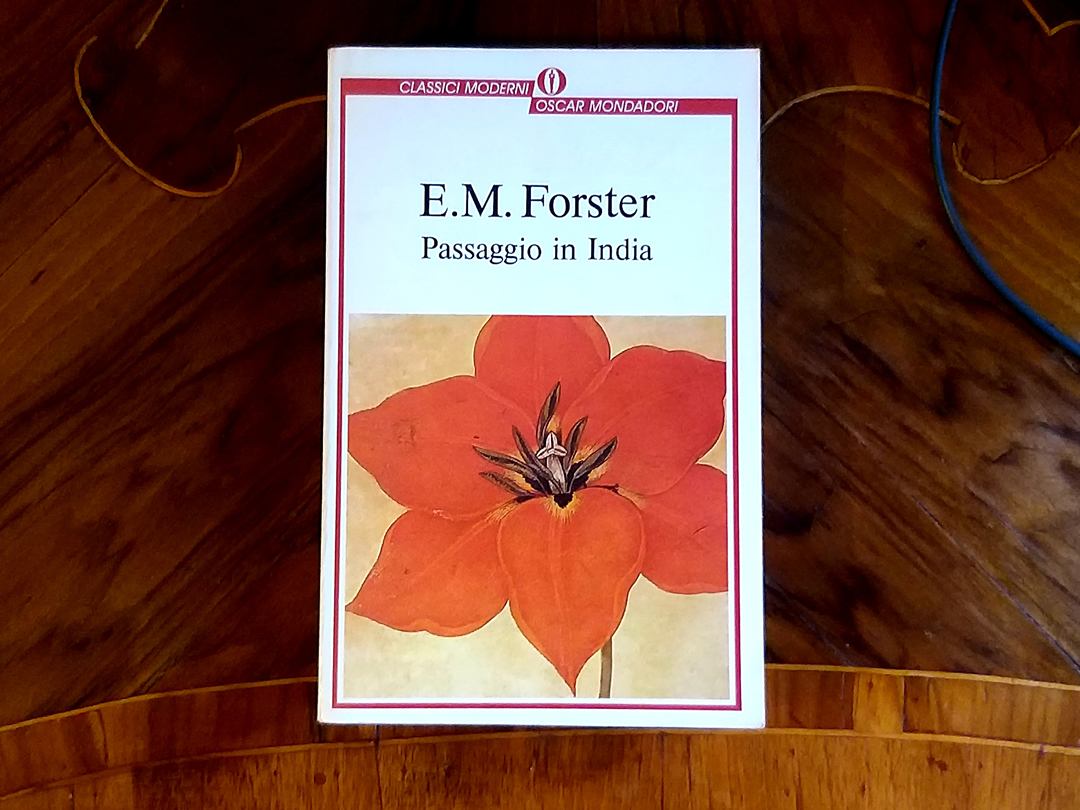 CLASSICI MODERNI
OSCAR MONDADORI
E.M. Forster
Passaggio in India